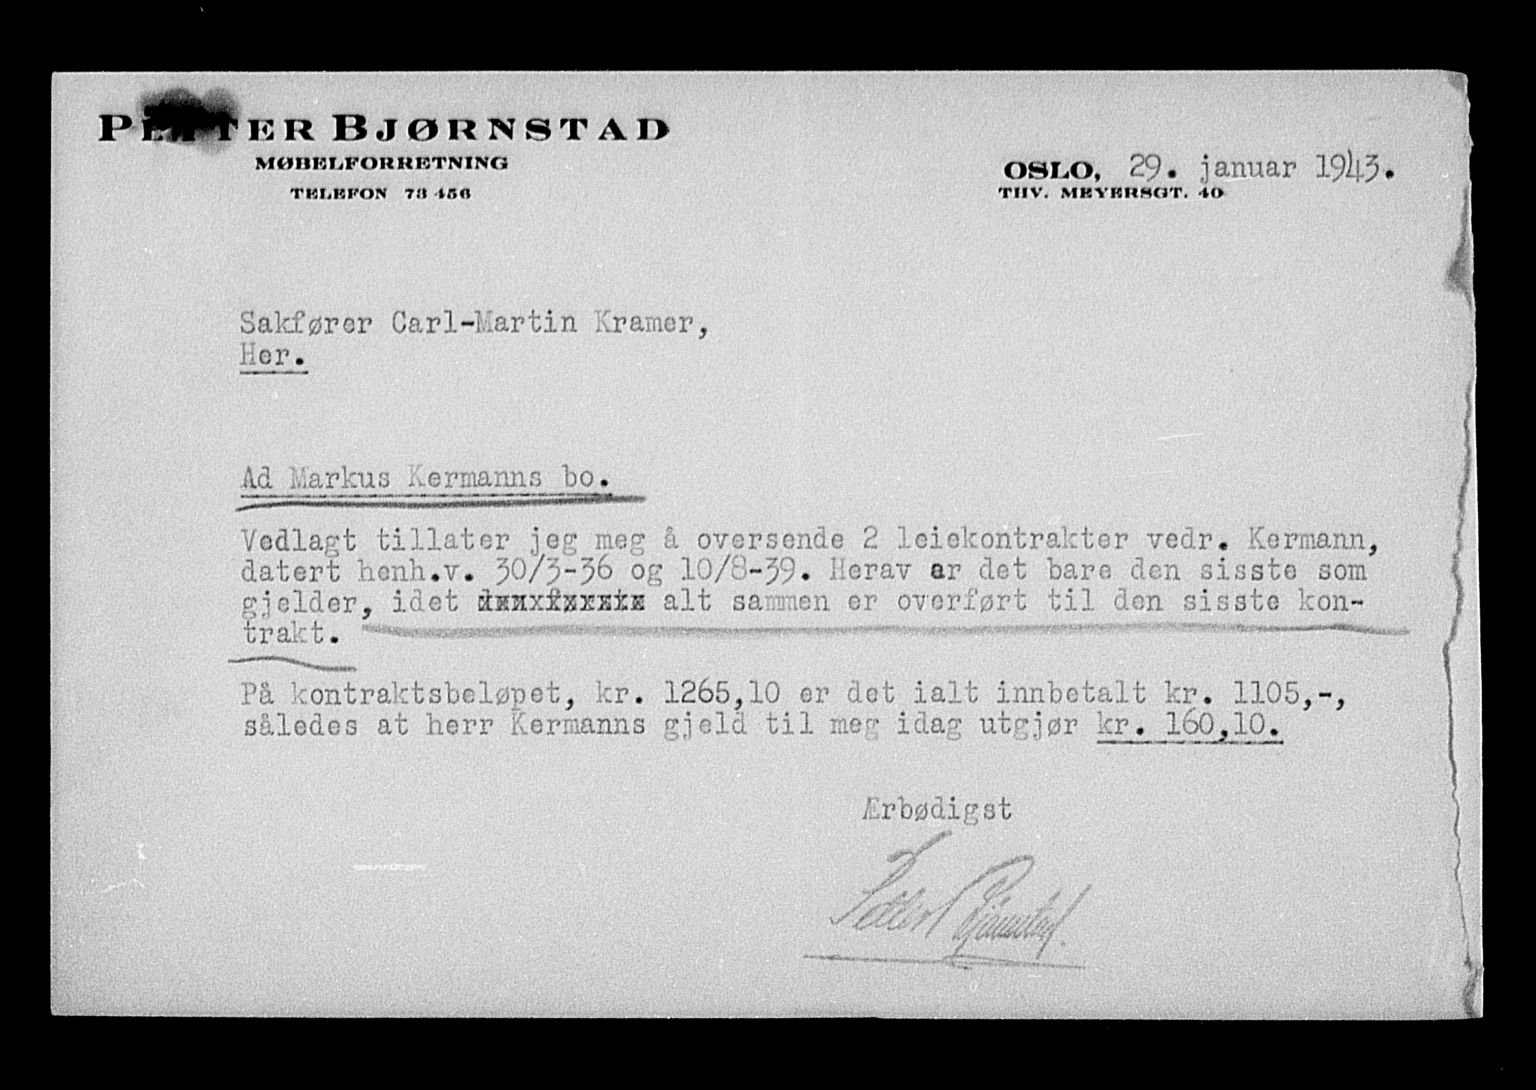 PETTER BJØRNSTAD
MØBELFORRETNING
TELEFON 73 456
OSLO, 29. januar 1943.
THV. MEYERSGT. 40
Sakfører Carl-Martin Kramer,
Her.
Ad Markus Kermanns bo.
Vedlagt tillater jeg meg å oversende 2 leiekontrakter vedr. Kermann,
datert henh.v. 30/3-36 og 10/8-39. Herav er det bare den sisste som
gjelder, idet alt sammen er overført til den sisste kon-
trakt.
På kontraktsbeløpet, kr. 1265,10 er det ialt innbetalt kr. 1105,-,
således at herr Kermanns gjeld til meg idag utgjør kr. 160,10.
Ærbødigst
Petter Bjørnstad.